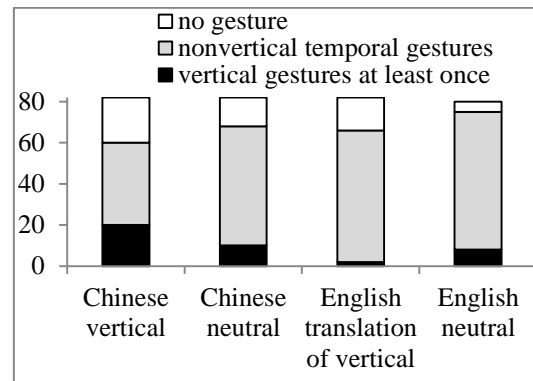 no gesture
nonvertical temporal gestures
vertical gestures at least once
80
60
40
20
0
Chinese vertical
Chinese neutral
English translation of vertical
English neutral